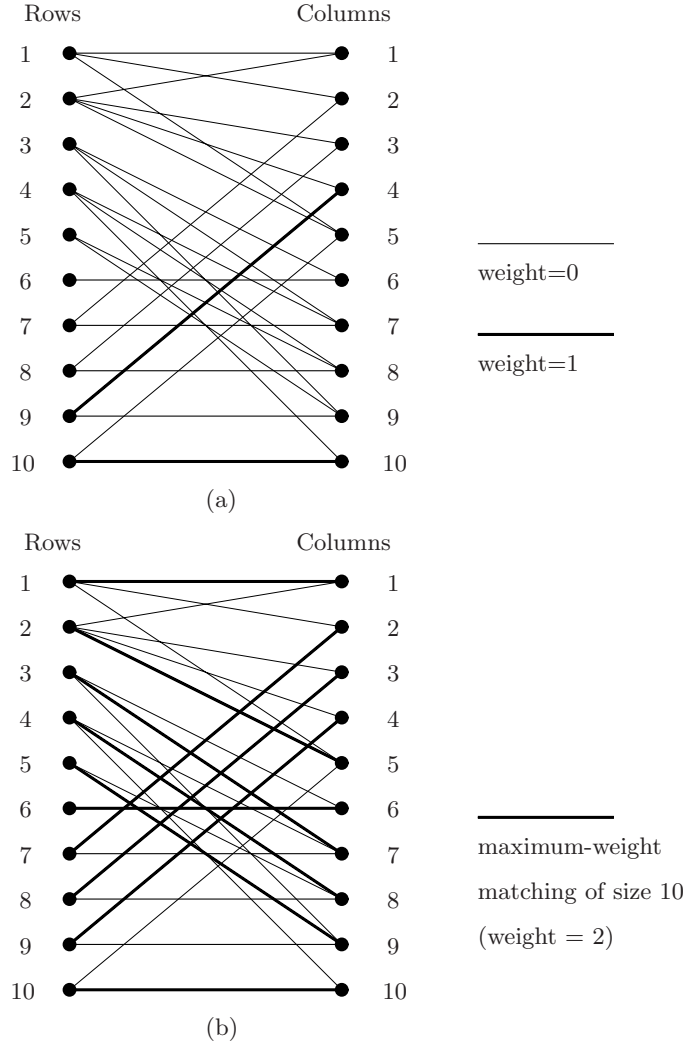 Rows Columns
1 1
2 2
3 3
4 4
5 5
6 6
7 7
8 8
9 9
10 10
weight=0
weight=1
(a)
Rows Columns
1 1
2 2
3 3
4 4
5 5
6 6
7 7
8 8
9 9
10 10
maximum-weight
matching of size 10
(weight = 2)
(b)